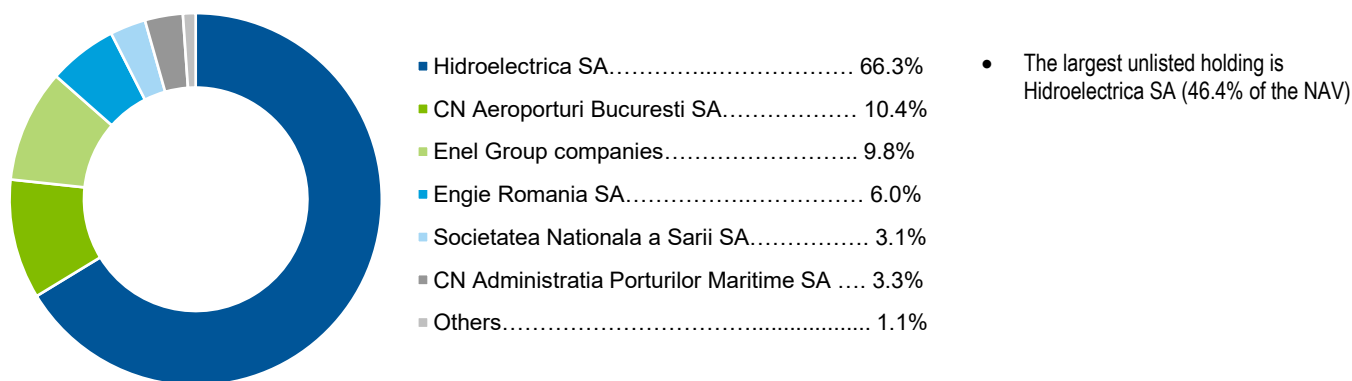 Hidroelectrica SA…………...………………… 66.3%
CN Aeroporturi Bucuresti SA……………… 10.4%
Enel Group companies…………………….. 9.8%
Engie Romania SA……………..…………… 6.0%
Societatea Nationala a Sarii SA……………. 3.1%
CN Administratia Porturilor Maritime SA …. 3.3%
Others…………………………….................... 1.1%
• The largest unlisted holding is
Hidroelectrica SA (46.4% of the NAV)